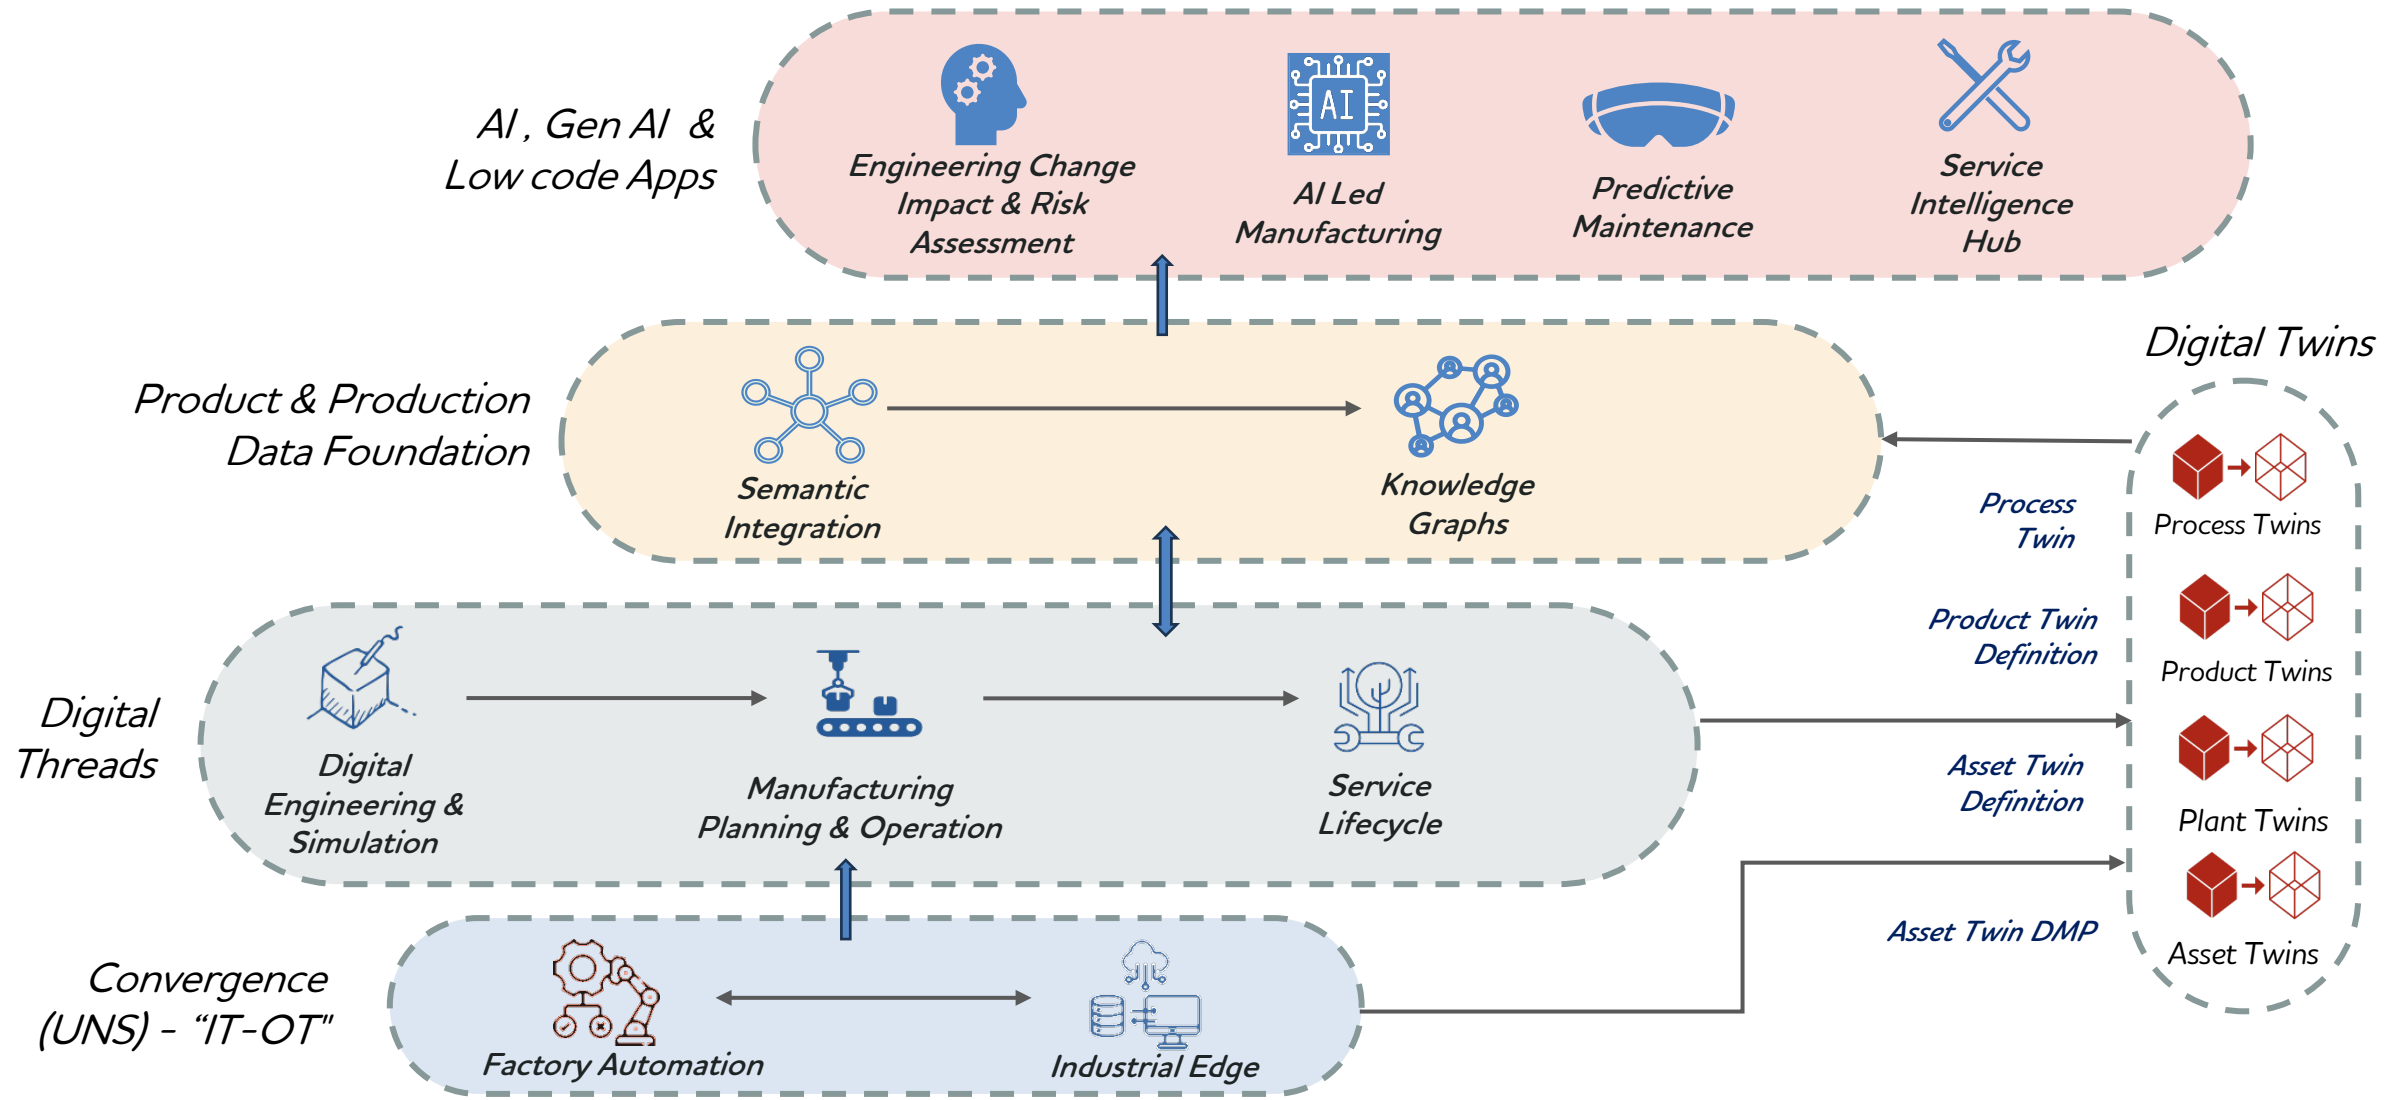 AI , Gen AI &
Low code Apps
Engineering Change
Impact & Risk
Assessment
AI
AI Led
Manufacturing
Predictive
Maintenance
Service
Intelligence
Hub
Product & Production
Data Foundation
Semantic
Integration
Knowledge
Graphs
Digital Twins
Process
Twin
Process Twins
Product Twin
Definition
Product Twins
Asset Twin
Definition
Plant Twins
Asset Twin DMP
Asset Twins
Digital
Threads
Digital
Engineering &
Simulation
Manufacturing
Planning & Operation
Service
Lifecycle
Convergence
(UNS) - “IT-OT"
Factory Automation
Industrial Edge